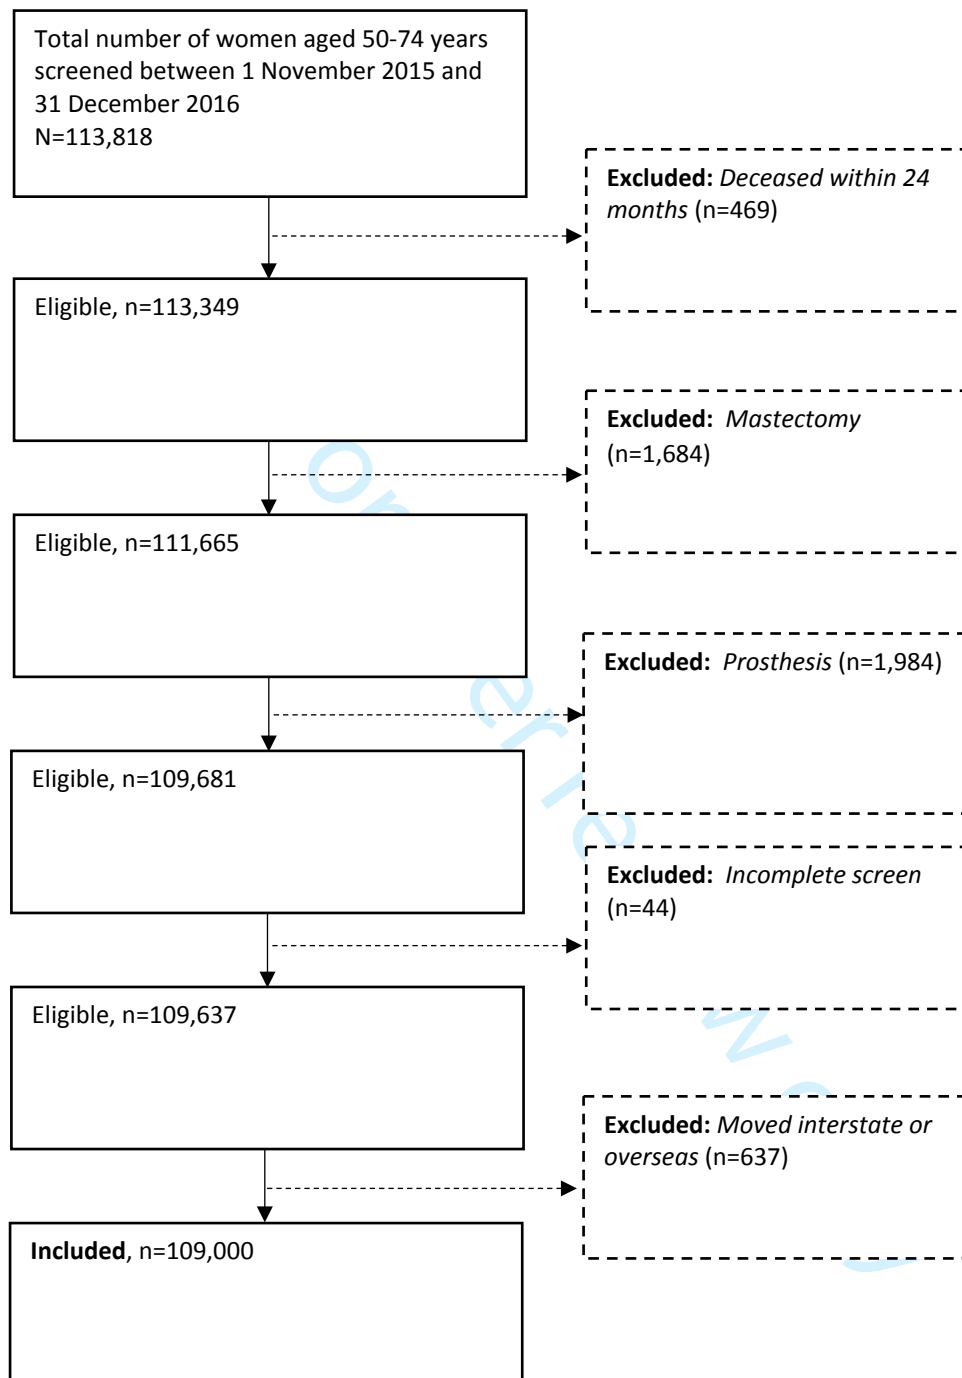 Total number of women aged 50-74 years
screened between 1 November 2015 and
31 December 2016
N=113,818
Excluded: Deceased within 24
months (n=469)
Eligible, n=113,349
Excluded: Mastectomy
(n=1,684)
Eligible, n=111,665
Excluded: Prosthesis (n=1,984)
Eligible, n=109,681
Excluded: Incomplete screen
(n=44)
Eligible, n=109,637
Excluded: Moved interstate or
overseas (n=637)
Included, n=109,000